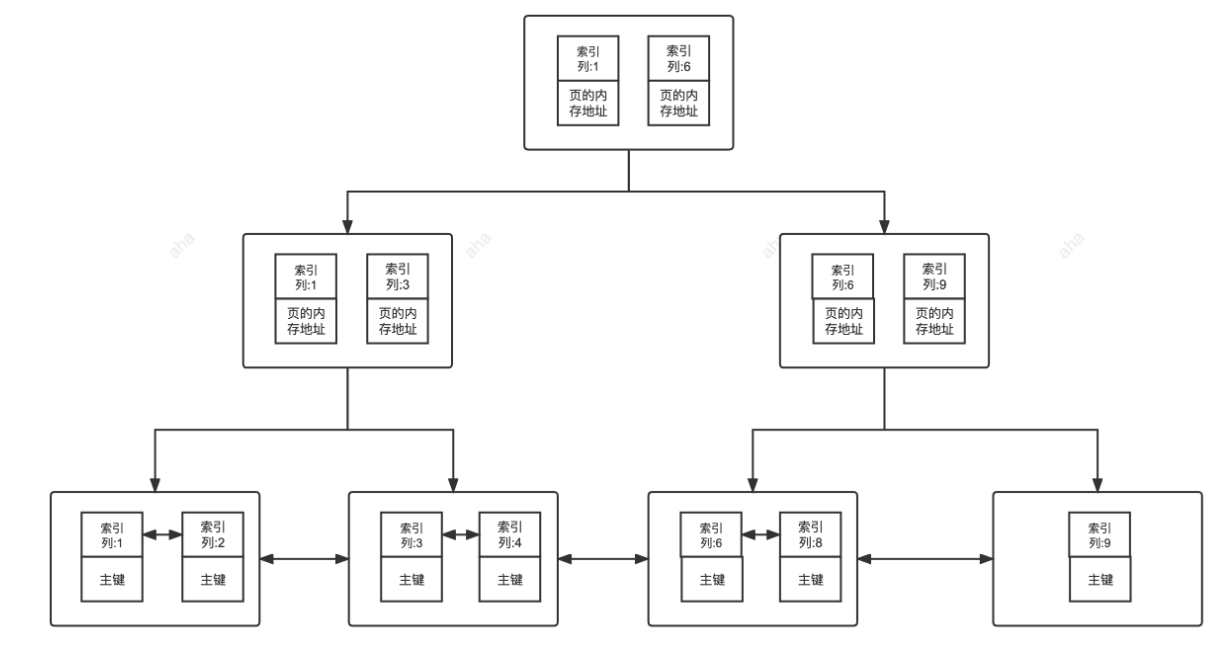 索引
列:1
索引
列:6
页的内
存地址
页的内
存地址
aha
aha
aha
aha
索引
列:1
索引
列:3
页的内
存地址
页的内
存地址
索引
列:6
索引
列:9
页的内
存地址
页的内
存地址
索引
列:1
索引
列:2
主键
主键
索引
列:3
索引
列:4
主键
主键
索引
列:6
索引
列:8
主键
主键
索引
列:9
主键